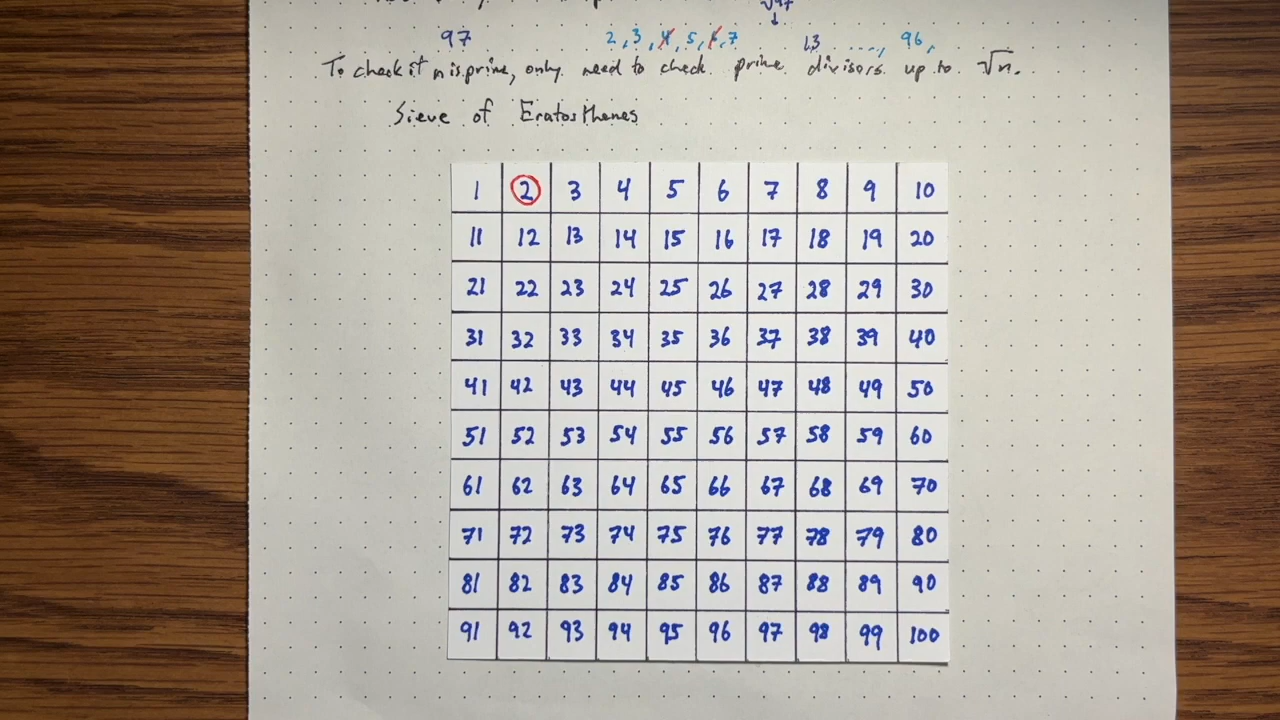 √97
↓
97 2, 3, 4, 5, 6, 7 13 ...., 96,
To check if n is prime, only need to check prime divisors up to √n.
Sieve of Eratosthenes
1 2 3 4 5 6 7 8 9 10
11 12 13 14 15 16 17 18 19 20
21 22 23 24 25 26 27 28 29 30
31 32 33 34 35 36 37 38 39 40
41 42 43 44 45 46 47 48 49 50
51 52 53 54 55 56 57 58 59 60
61 62 63 64 65 66 67 68 69 70
71 72 73 74 75 76 77 78 79 80
81 82 83 84 85 86 87 88 89 90
91 92 93 94 95 96 97 98 99 100